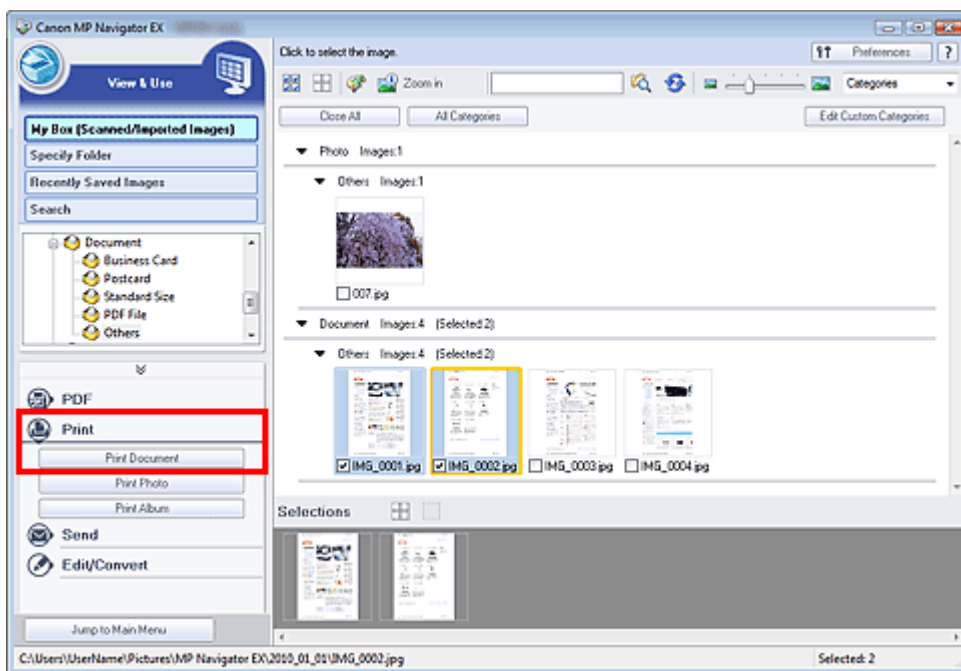 Canon MP Navigator EX
View & Use
My Box (Scanned/Imported Images)
Specify Folder
Recently Saved Images
Search
Document
Business Card
Postcard
Standard Size
PDF File
Others
PDF
Print
Print Document
Print Photo
Print Album
Send
Edit/Convert
Jump to Main Menu
Click to select the image.
Preferences
?
Zoom in
Categories
Close All
All Categories
Edit Custom Categories
Photo Images:1
Others Images:1
007.jpg
Document Images:4 (Selected:2)
Others Images:4 (Selected:2)
IMG_0001.jpg
IMG_0002.jpg
IMG_0003.jpg
IMG_0004.jpg
Selections
C:\Users\UserName\Pictures\MP Navigator EX\2010_01_01\IMG_0002.jpg
Selected: 2